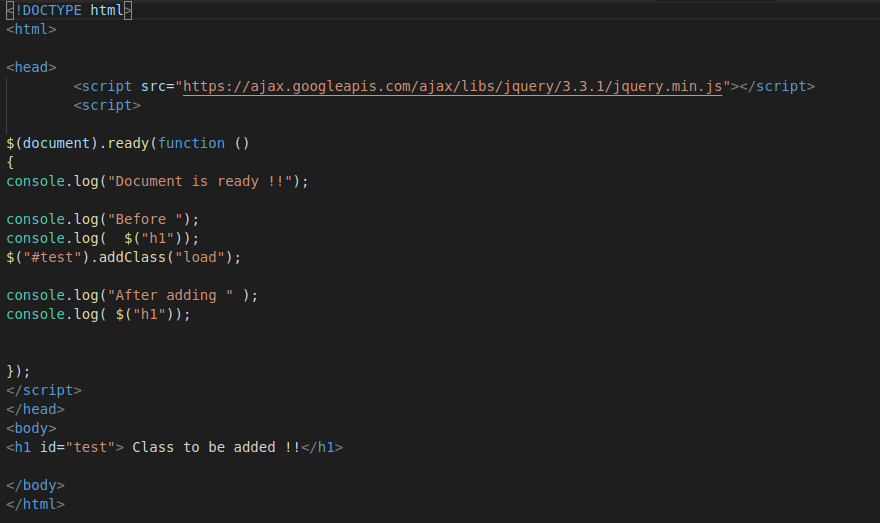 <!DOCTYPE html>
<html>
<head>
<script src="https://ajax.googleapis.com/ajax/libs/jquery/3.3.1/jquery.min.js"></script>
<script>
$(document).ready(function ()
{
console.log("Document is ready !!");
console.log("Before ");
console.log(  $("h1"));
$("#test").addClass("load");
console.log("After adding " );
console.log( $("h1"));
});
</script>
</head>
<body>
<h1 id="test"> Class to be added !!</h1>
</body>
</html>